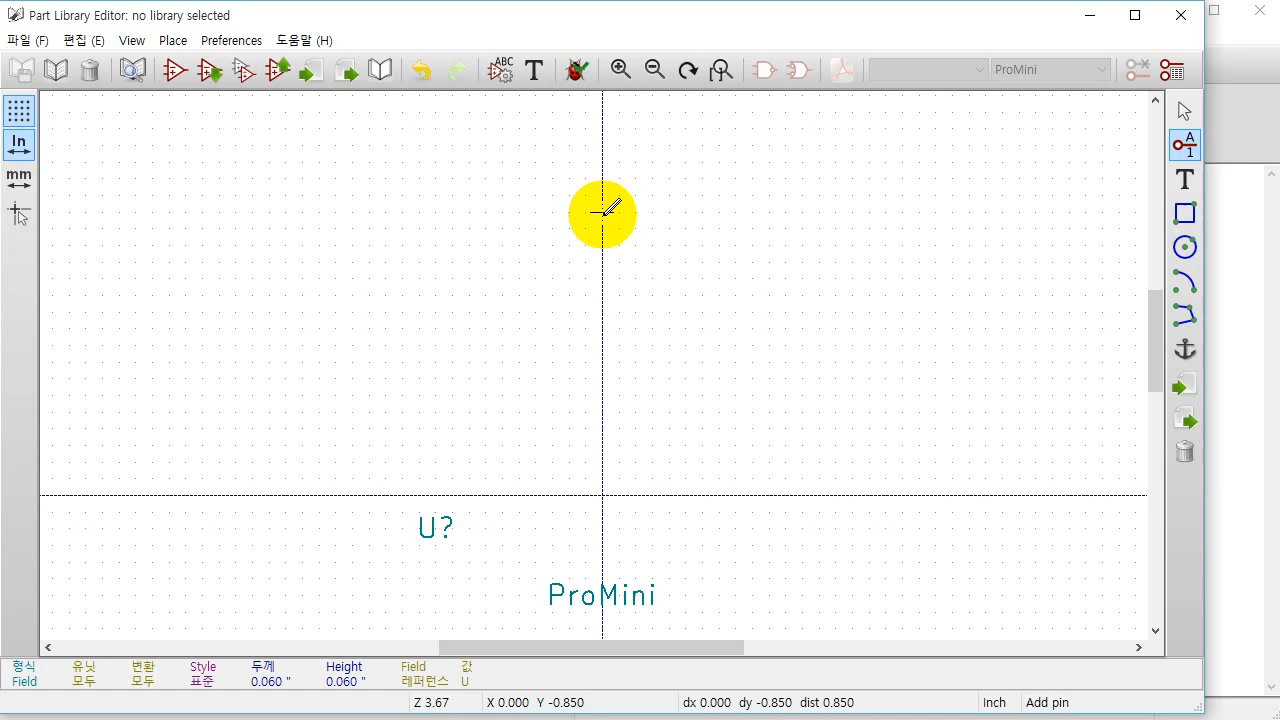 Part Library Editor: no library selected
파일 (F) 편집 (E) View Place Preferences 도움말 (H)
ABC T ProMini
In
mm
A
1
T
U?
ProMini
형식 유닛 변환 Style 두께 Height Field 값
Field 모두 모두 표준 0.060 " 0.060 " 레퍼런스 U
Z 3.67 X 0.000 Y -0.850 dx 0.000 dy -0.850 dist 0.850 Inch Add pin